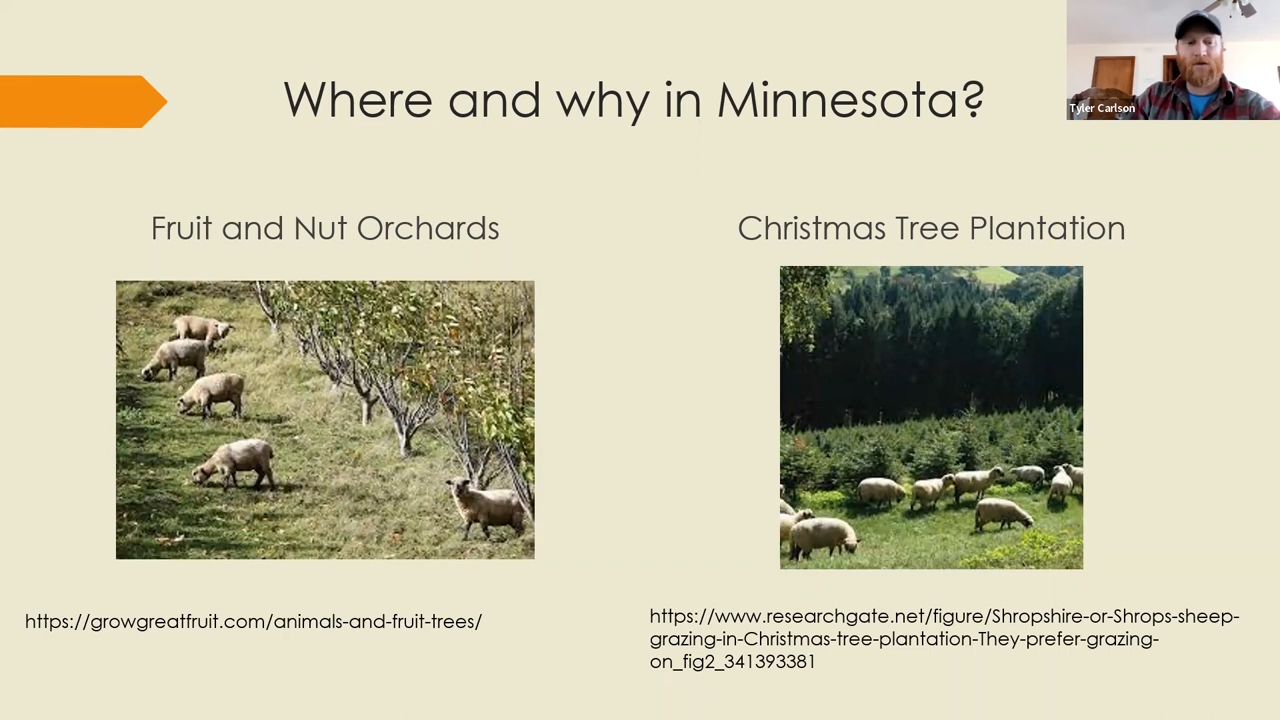 Where and why in Minnesota?
Tyler Carlson
Fruit and Nut Orchards
Christmas Tree Plantation
https://growgreatfruit.com/animals-and-fruit-trees/
https://www.researchgate.net/figure/Shropshire-or-Shrops-sheep-
grazing-in-Christmas-tree-plantation-They-prefer-grazing-
on_fig2_341393381